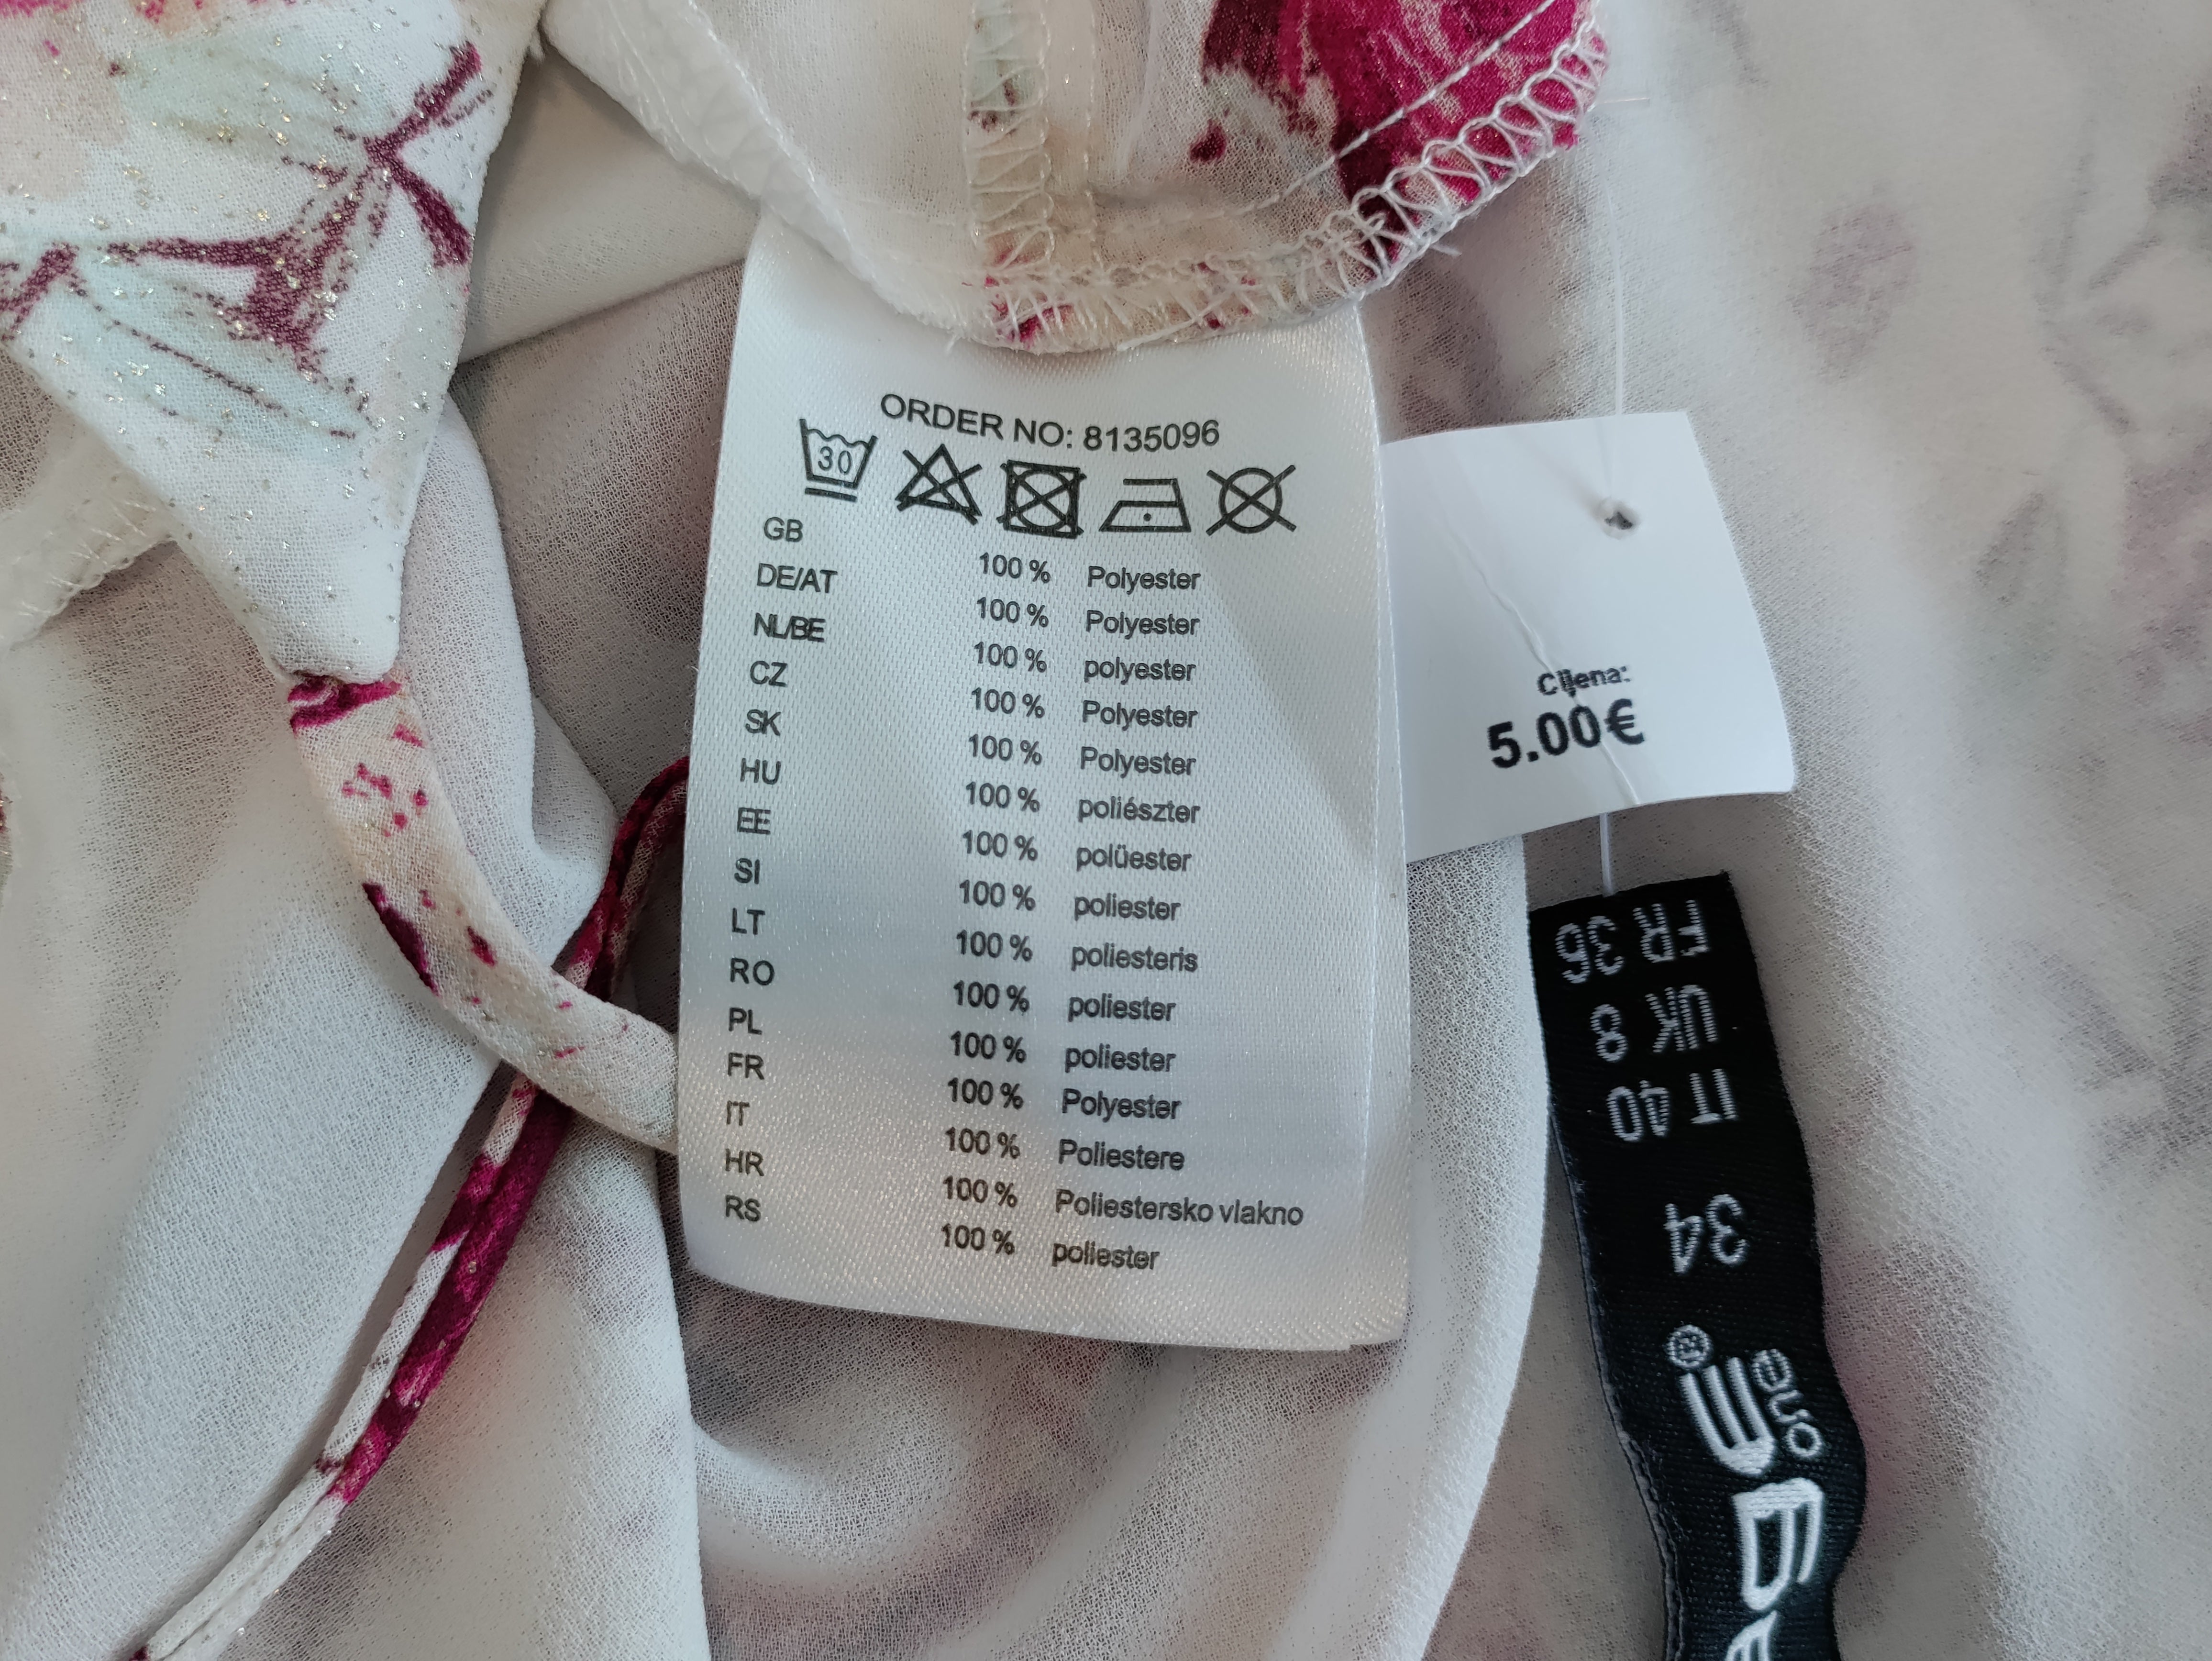 ORDER NO: 8135096
30
GB 100 % Polyester
DE/AT 100 % Polyester
NL/BE 100 % polyester
CZ 100 % Polyester
SK 100 % Polyester
HU 100 % poliészter
EE 100 % polüester
SI 100 % poliester
LT 100 % poliesteris
RO 100 % poliester
PL 100 % poliester
FR 100 % Polyester
IT 100 % Poliestere
HR 100 % Poliestersko vlakno
RS 100 % poliester
Cijena:
5.00€
FR 36
UK 8
IT 40
34
one